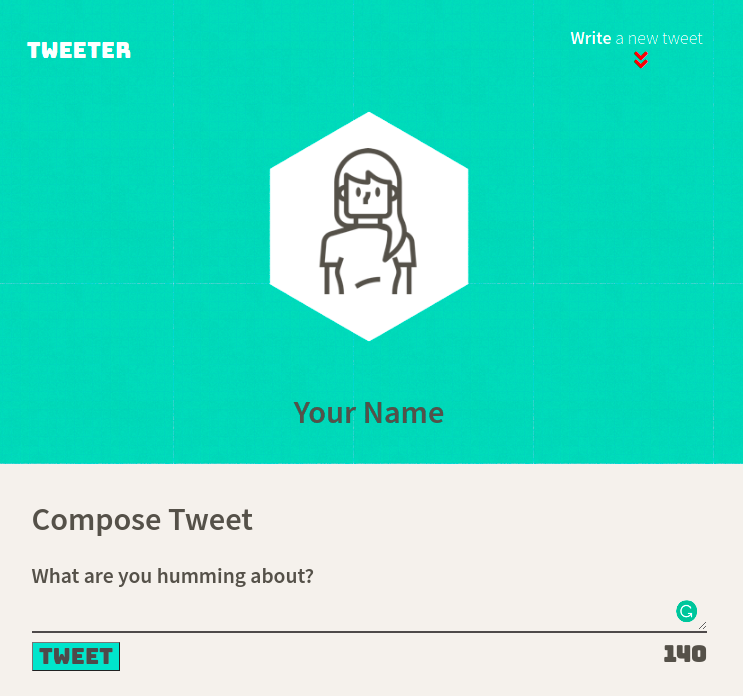 TWEETER
Write a new tweet
Your Name
Compose Tweet
What are you humming about?
TWEET
140